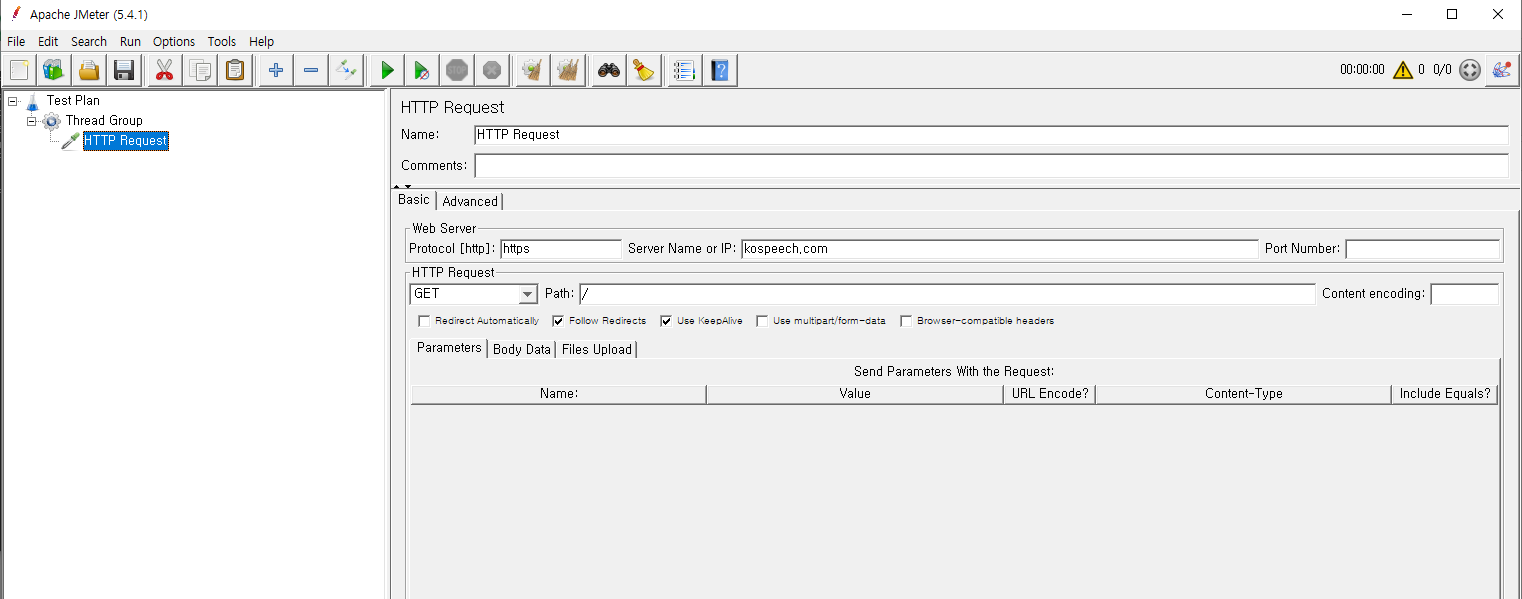 Apache JMeter (5.4.1)
File Edit Search Run Options Tools Help
STOP
00:00:00 0 0/0
Test Plan
Thread Group
HTTP Request
HTTP Request
Name: HTTP Request
Comments:
Basic Advanced
Web Server
Protocol [http]: https Server Name or IP: kospeech.com Port Number:
HTTP Request
GET Path: / Content encoding:
Redirect Automatically Follow Redirects Use KeepAlive Use multipart/form-data Browser-compatible headers
Parameters Body Data Files Upload
Send Parameters With the Request:
Name: Value URL Encode? Content-Type Include Equals?